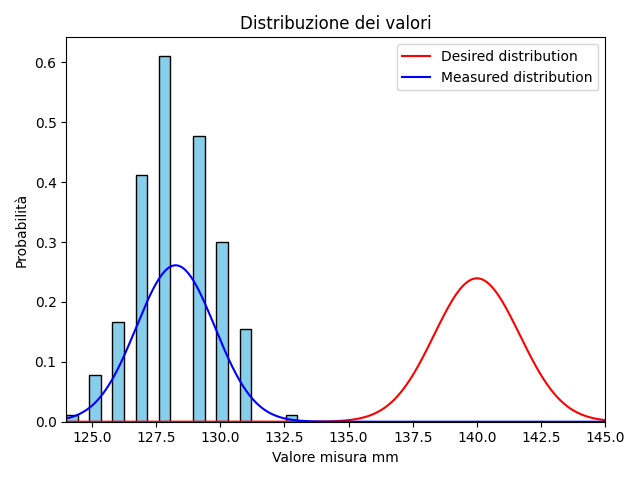 Distribuzione dei valori
Desired distribution
Measured distribution
Probabilità
0.6
0.5
0.4
0.3
0.2
0.1
0.0
125.0 127.5 130.0 132.5 135.0 137.5 140.0 142.5 145.0
Valore misura mm